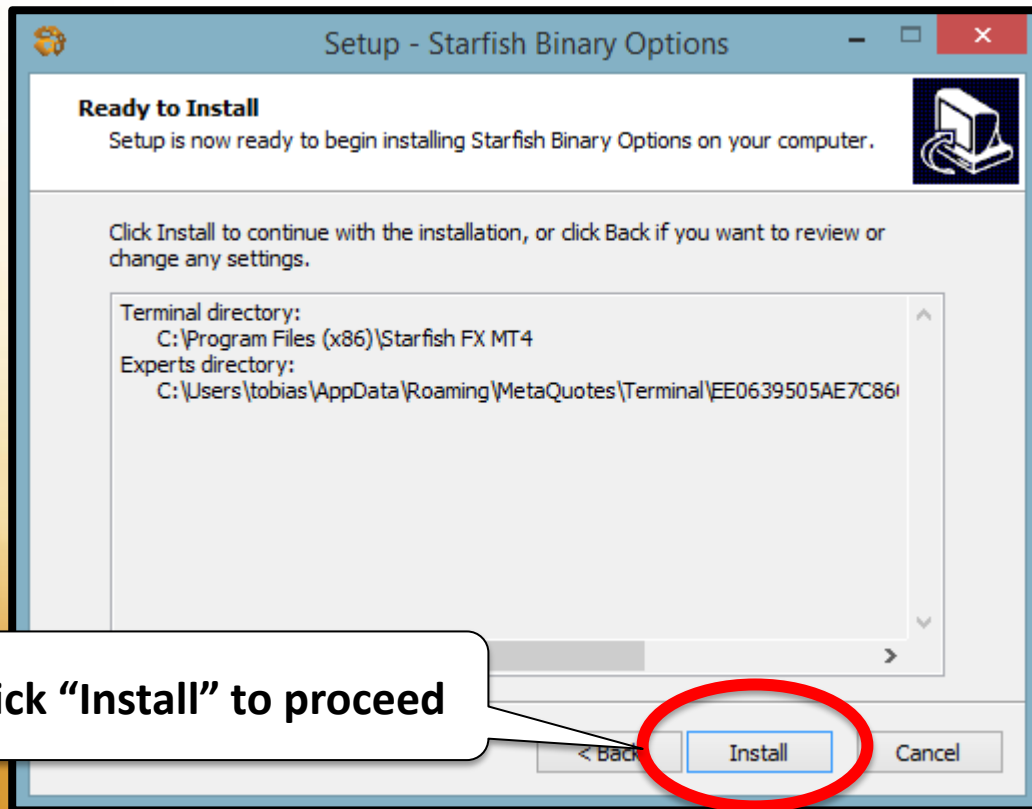 Setup - Starfish Binary Options
Ready to Install
Setup is now ready to begin installing Starfish Binary Options on your computer.
Click Install to continue with the installation, or click Back if you want to review or
change any settings.
Terminal directory:
C:\Program Files (x86)\Starfish FX MT4
Experts directory:
C:\Users\tobias\AppData\Roaming\MetaQuotes\Terminal\EE0639505AE7C86
ick “Install” to proceed
< Back
Install
Cancel